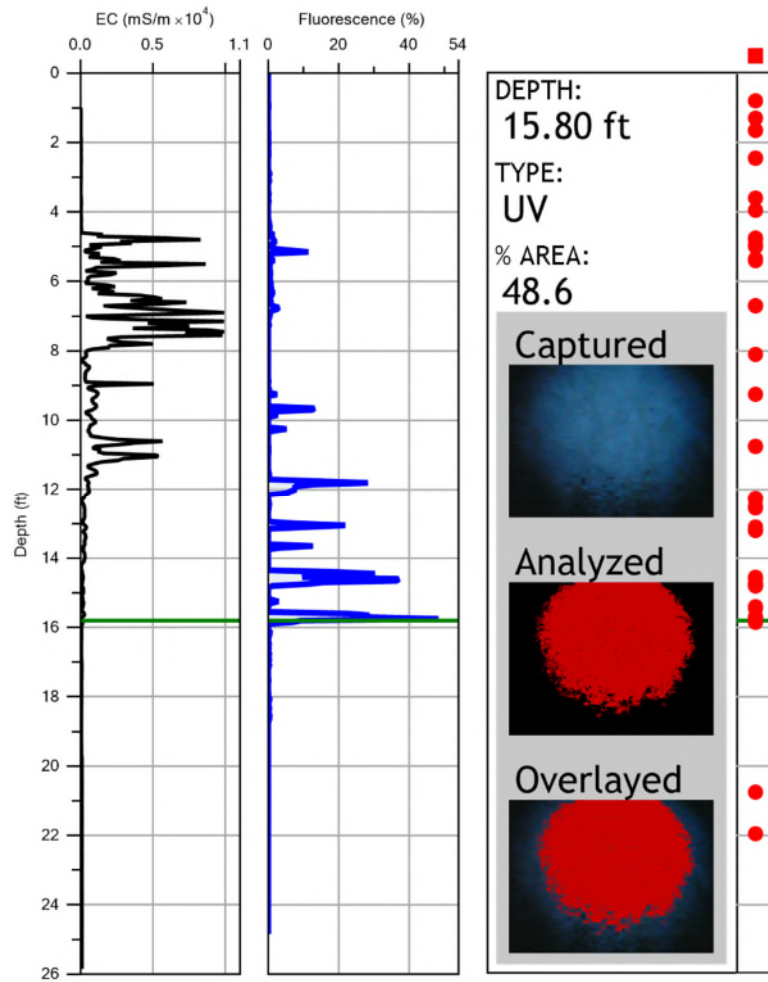 EC (mS/m ×10⁴)
0.0 0.5 1.1
Fluorescence (%)
0 20 40 54
Depth (ft)
0
2
4
6
8
10
12
14
16
18
20
22
24
26
DEPTH:
15.80 ft
TYPE:
UV
% AREA:
48.6
Captured
Analyzed
Overlayed